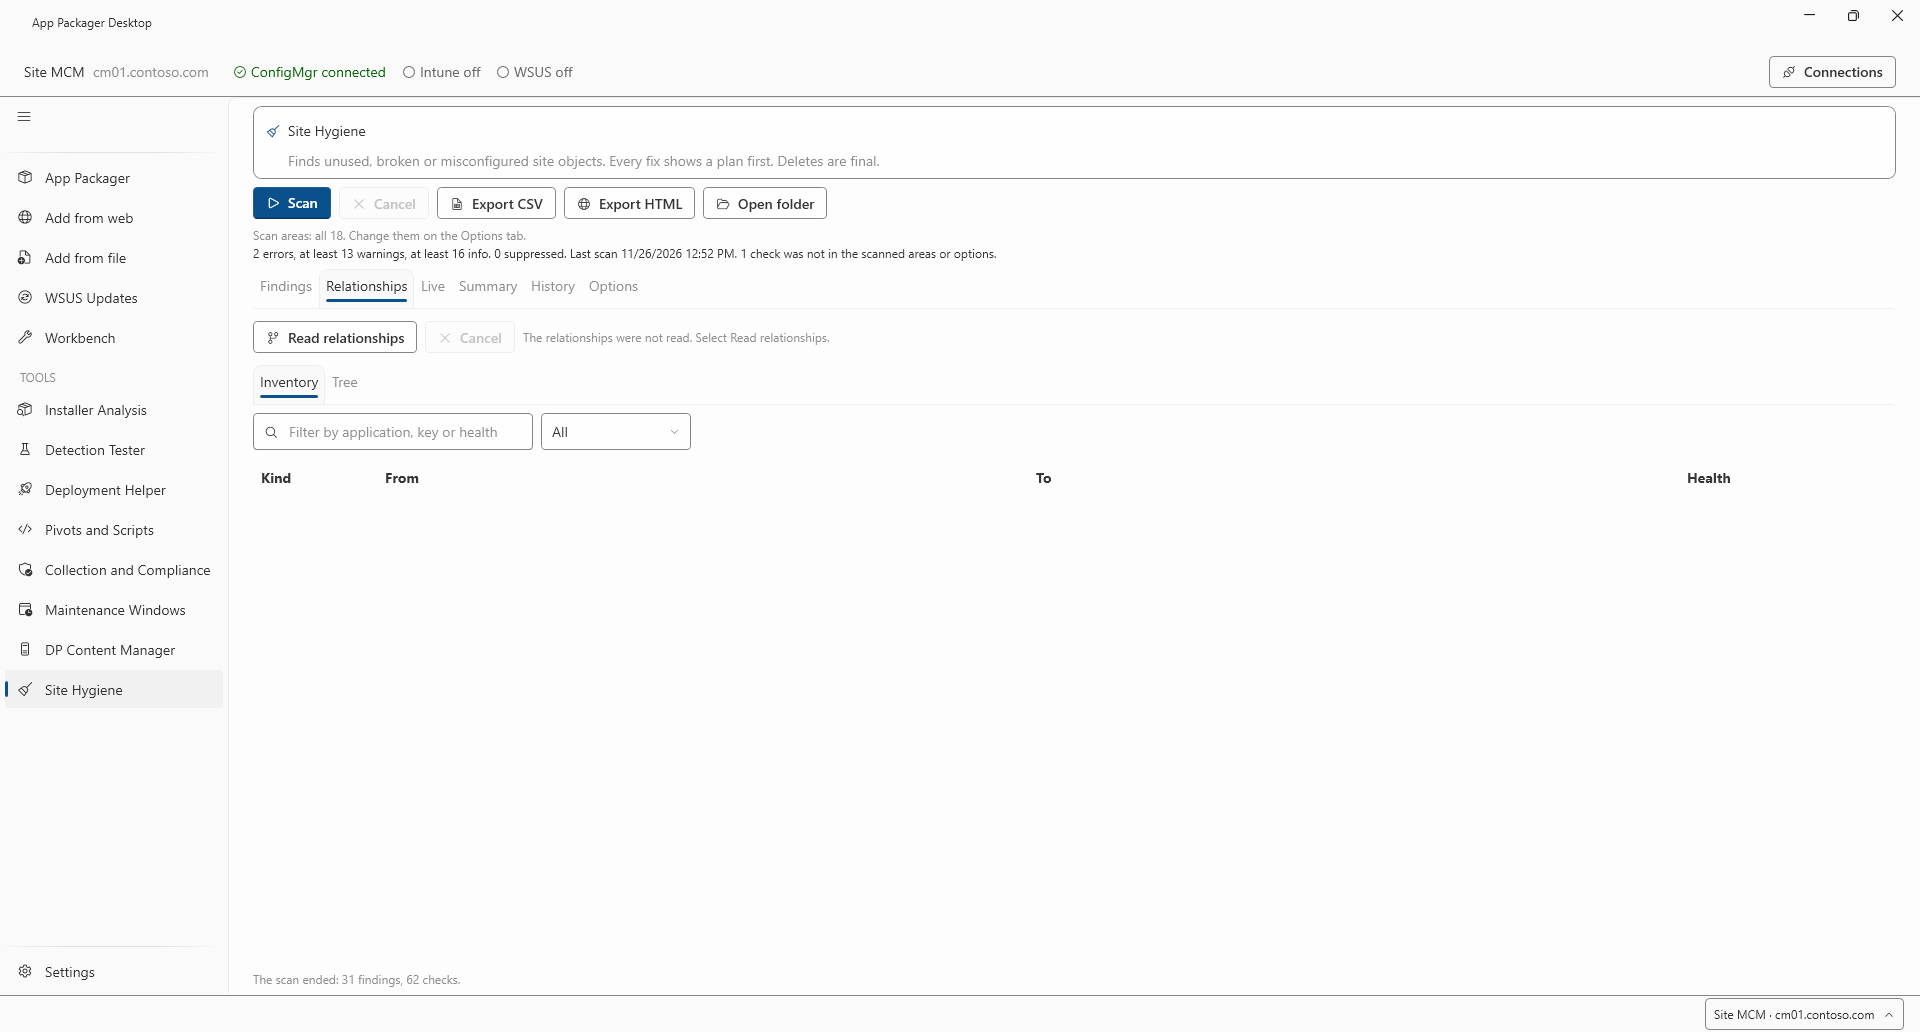 App Packager Desktop
Site MCM cm01.contoso.com ConfigMgr connected Intune off WSUS off Connections
Site Hygiene
Finds unused, broken or misconfigured site objects. Every fix shows a plan first. Deletes are final.
Scan Cancel Export CSV Export HTML Open folder
Scan areas: all 18. Change them on the Options tab.
2 errors, at least 13 warnings, at least 16 info. 0 suppressed. Last scan 11/26/2026 12:52 PM. 1 check was not in the scanned areas or options.
Findings Relationships Live Summary History Options
Read relationships Cancel The relationships were not read. Select Read relationships.
Inventory Tree
Filter by application, key or health All
Kind From To Health
App Packager
Add from web
Add from file
WSUS Updates
Workbench
TOOLS
Installer Analysis
Detection Tester
Deployment Helper
Pivots and Scripts
Collection and Compliance
Maintenance Windows
DP Content Manager
Site Hygiene
Settings
The scan ended: 31 findings, 62 checks.
Site MCM · cm01.contoso.com